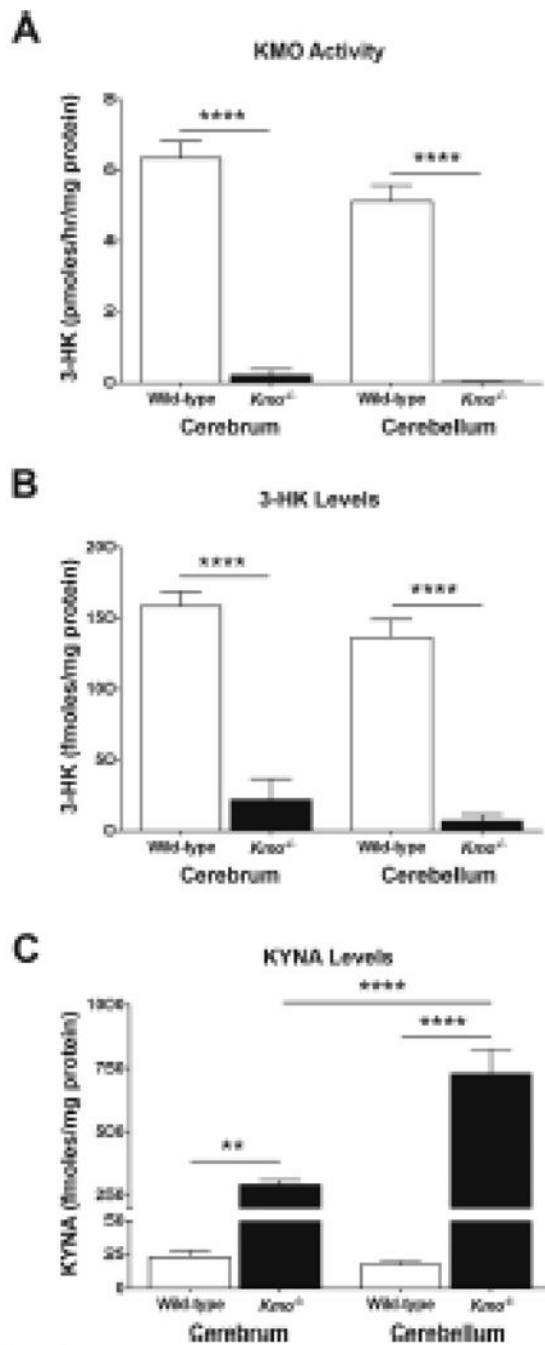 A
KMO Activity
3-HK (pmoles/hr/mg protein)
8
6
4
2
0
****
****
Wild-type Kmo-/- Wild-type Kmo-/-
Cerebrum Cerebellum
B
3-HK Levels
3-HK (fmoles/mg protein)
200
150
100
50
0
****
****
Wild-type Kmo-/- Wild-type Kmo-/-
Cerebrum Cerebellum
C
KYNA Levels
KYNA (fmoles/mg protein)
1000
750
500
250
50
25
0
****
****
**
Wild-type Kmo-/- Wild-type Kmo-/-
Cerebrum Cerebellum